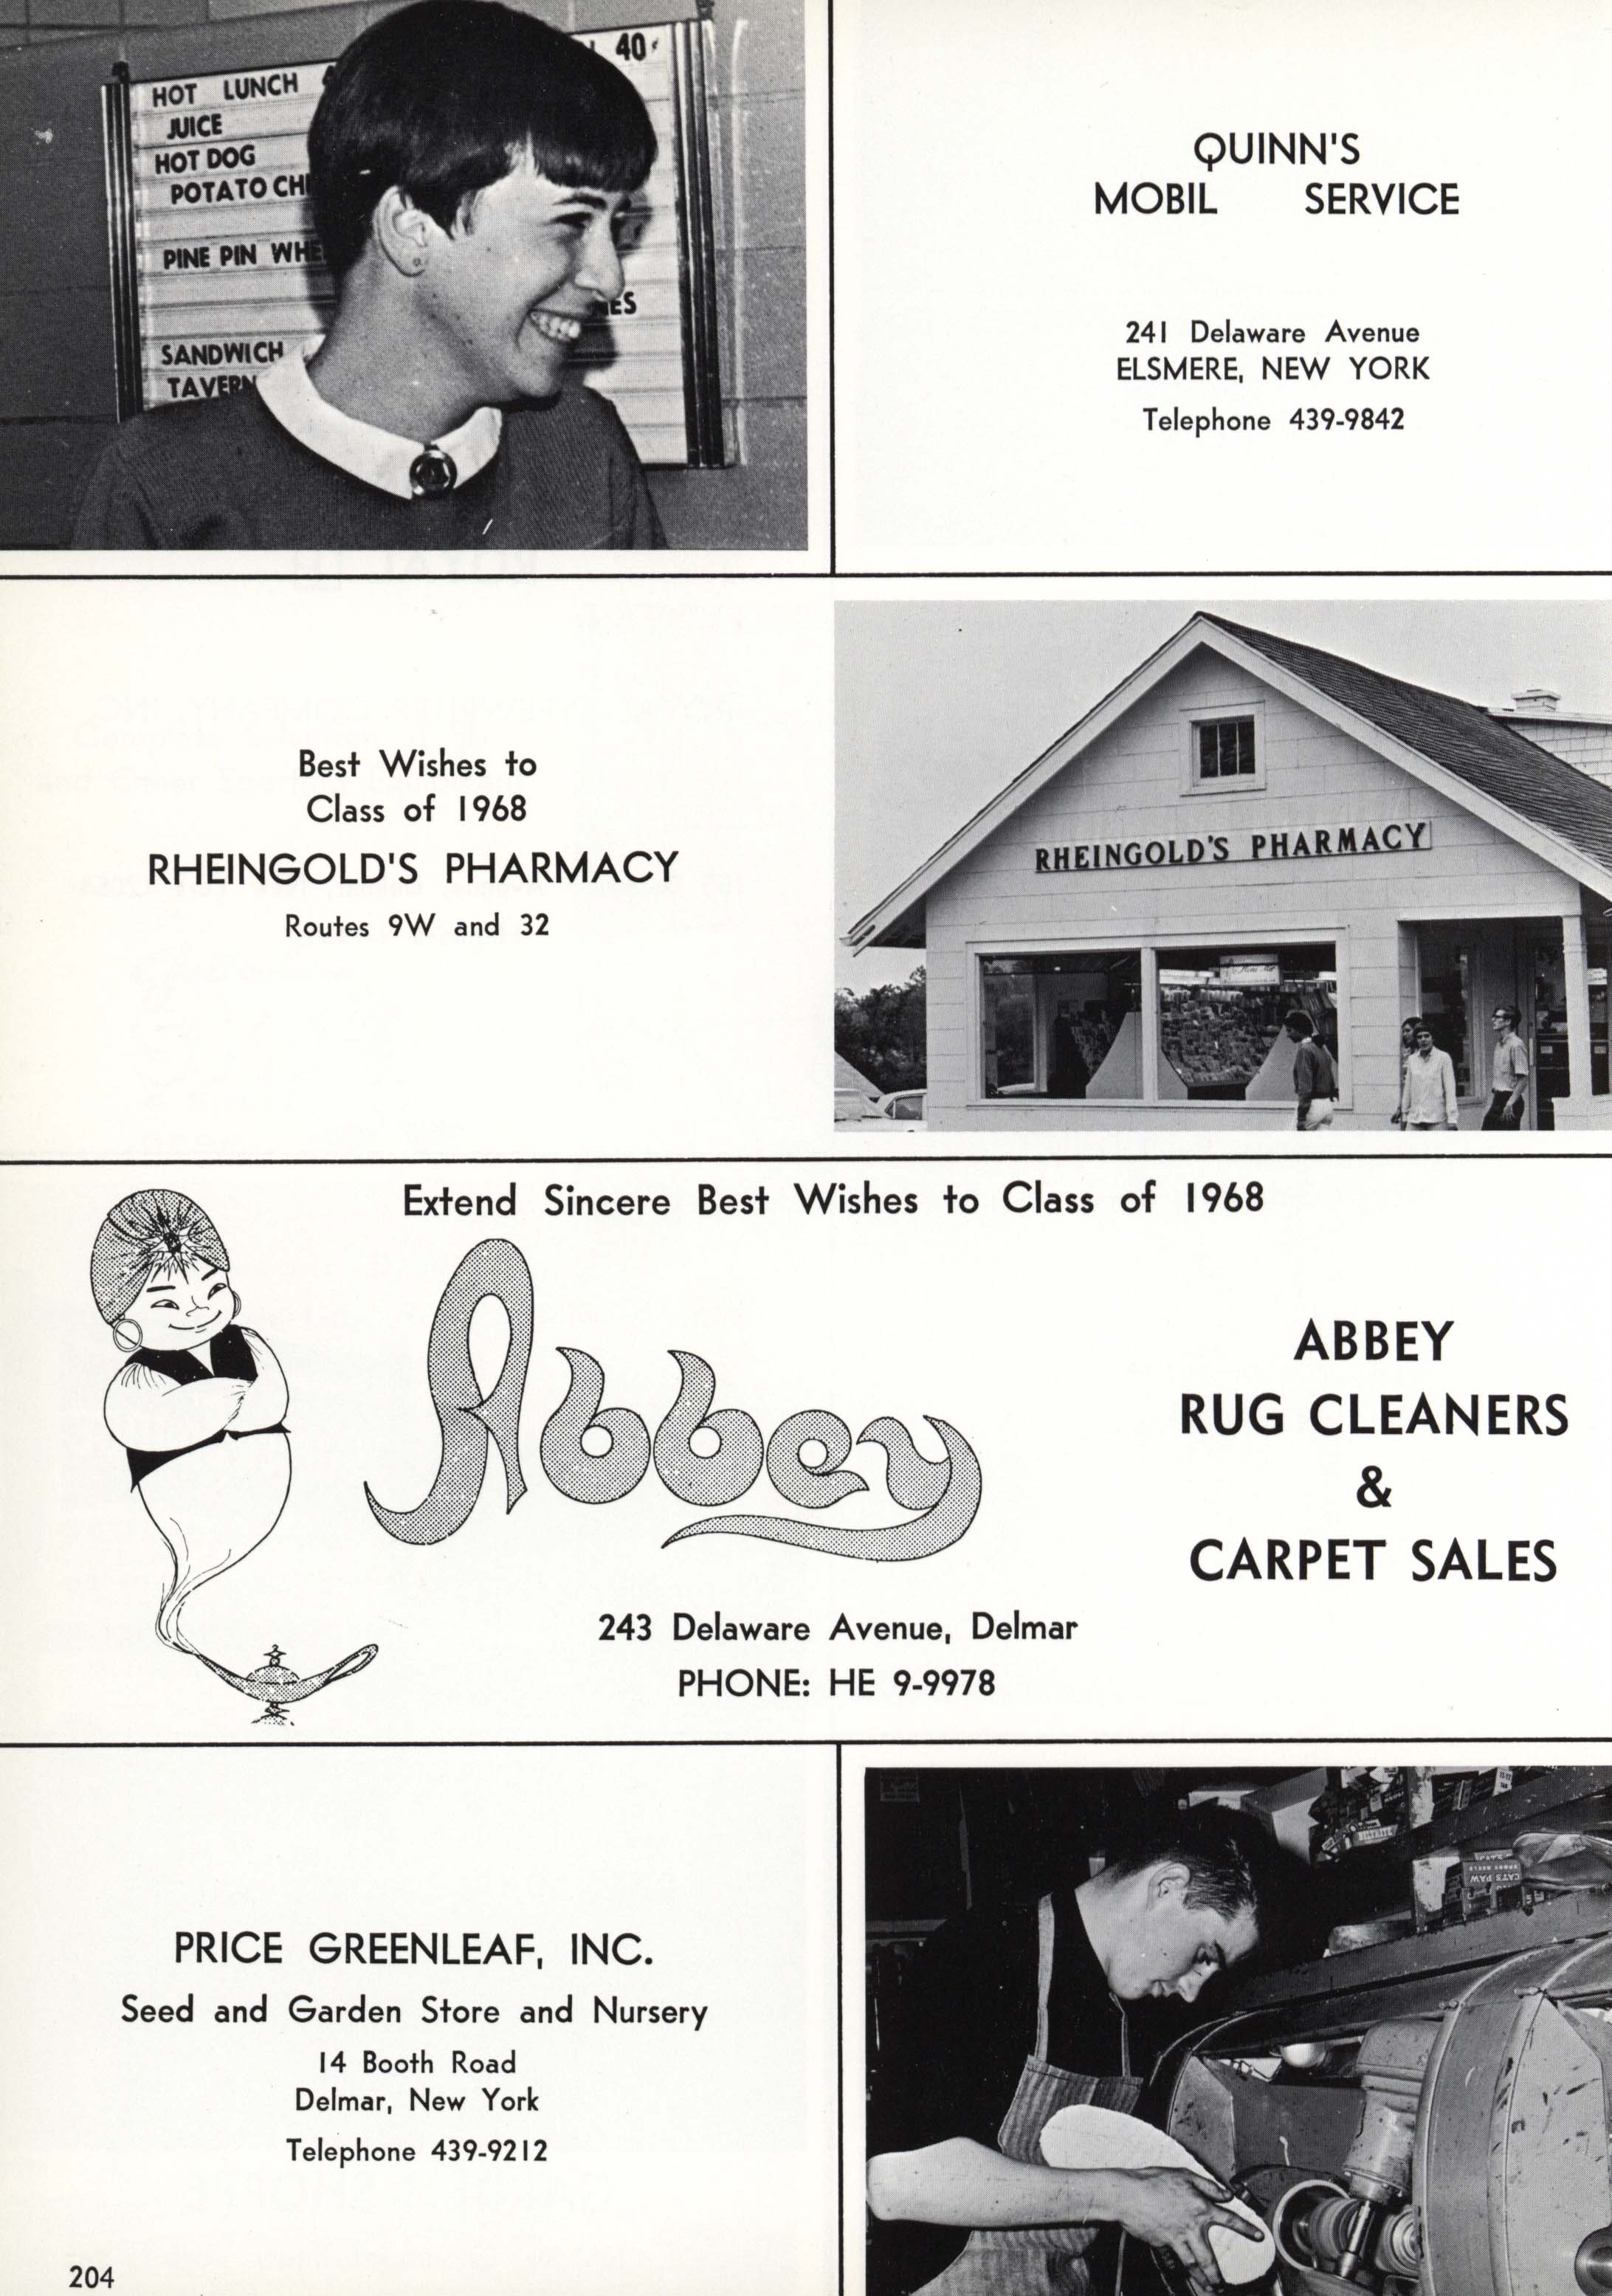 HOT LUNCH
40¢
JUICE
HOT DOG
POTATO CHI
PINE PIN WHE
ES
SANDWICH
TAVERN
QUINN'S
MOBIL SERVICE
241 Delaware Avenue
ELSMERE, NEW YORK
Telephone 439-9842
Best Wishes to
Class of 1968
RHEINGOLD'S PHARMACY
Routes 9W and 32
RHEINGOLD'S PHARMACY
Extend Sincere Best Wishes to Class of 1968
Abbey
ABBEY
RUG CLEANERS
&
CARPET SALES
243 Delaware Avenue, Delmar
PHONE: HE 9-9978
PRICE GREENLEAF, INC.
Seed and Garden Store and Nursery
14 Booth Road
Delmar, New York
Telephone 439-9212
CAT'S PAW
204